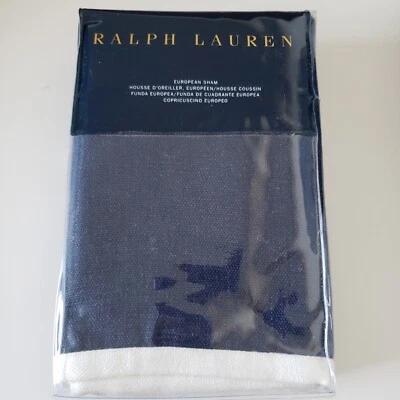 RALPH LAUREN
EUROPEAN SHAM
HOUSSE D'OREILLER, EUROPÉEN/HOUSSE COUSSIN
FUNDA EUROPEA/FUNDA DE CUADRANTE EUROPEA
COPRICUSCINO EUROPEO